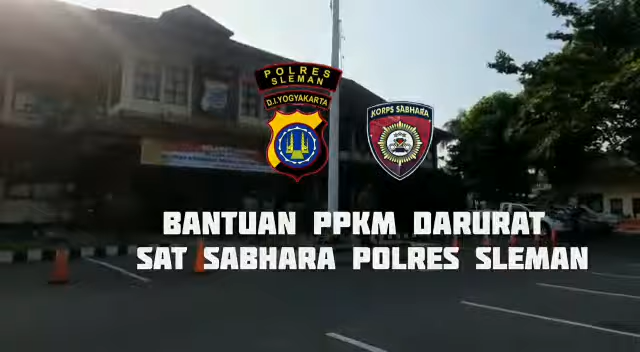 POLRES
SLEMAN
D.I.YOGYAKARTA
KORPS SABHARA
BANTUAN PPKM DARURAT
SAT SABHARA POLRES SLEMAN